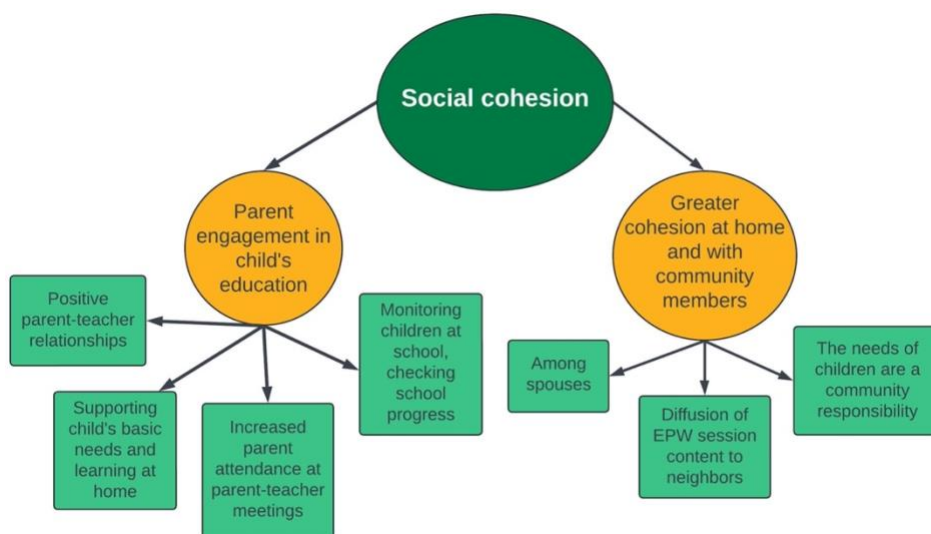 Social cohesion
Parent
engagement in
child's
education
Greater
cohesion at home
and with
community
members
Positive
parent-teacher
relationships
Supporting
child's basic
needs and
learning at
home
Increased
parent
attendance at
parent-teacher
meetings
Monitoring
children at
school,
checking
school
progress
Among
spouses
Diffusion of
EPW session
content to
neighbors
The needs of
children are a
community
responsibility